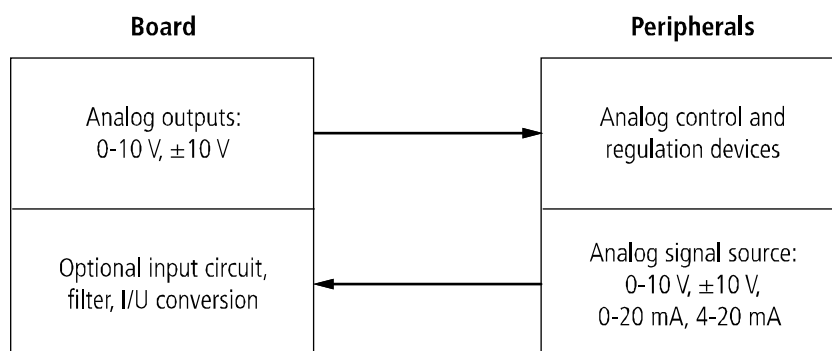 Board
Analog outputs:
0-10 V, ±10 V
Optional input circuit,
filter, I/U conversion
Peripherals
Analog control and
regulation devices
Analog signal source:
0-10 V, ±10 V,
0-20 mA, 4-20 mA